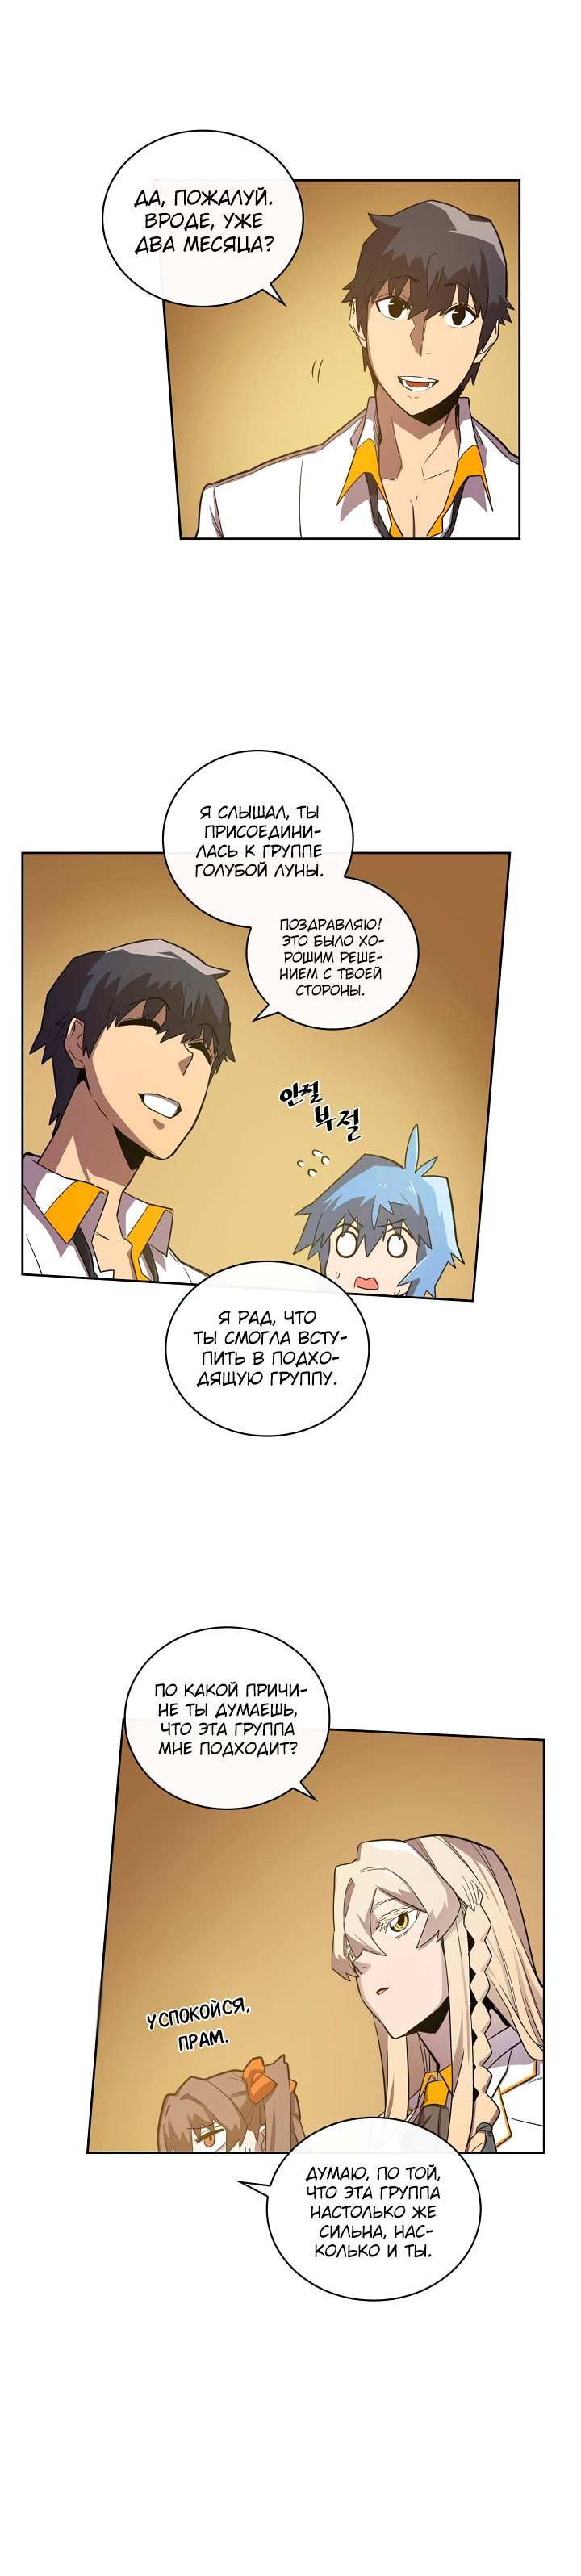 ДА, ПОЖАЛУЙ.
ВРОДЕ, УЖЕ
ДВА МЕСЯЦА?
Я СЛЫШАЛ, ТЫ
ПРИСОЕДИНИ-
ЛАСЬ К ГРУППЕ
ГОЛУБОЙ ЛУНЫ.
ПОЗДРАВЛЯЮ!
ЭТО БЫЛО ХО-
РОШИМ РЕШЕ-
НИЕМ С ТВОЕЙ
СТОРОНЫ.
안절
부절
Я РАД, ЧТО
ТЫ СМОГЛА ВСТУ-
ПИТЬ В ПОДХО-
ДЯЩУЮ ГРУППУ.
ПО КАКОЙ ПРИЧИ-
НЕ ТЫ ДУМАЕШЬ,
ЧТО ЭТА ГРУППА
МНЕ ПОДХОДИТ?
УСПОКОЙСЯ,
ПРАМ.
ДУМАЮ, ПО ТОЙ,
ЧТО ЭТА ГРУППА
НАСТОЛЬКО ЖЕ
СИЛЬНА, НАС-
КОЛЬКО И ТЫ.